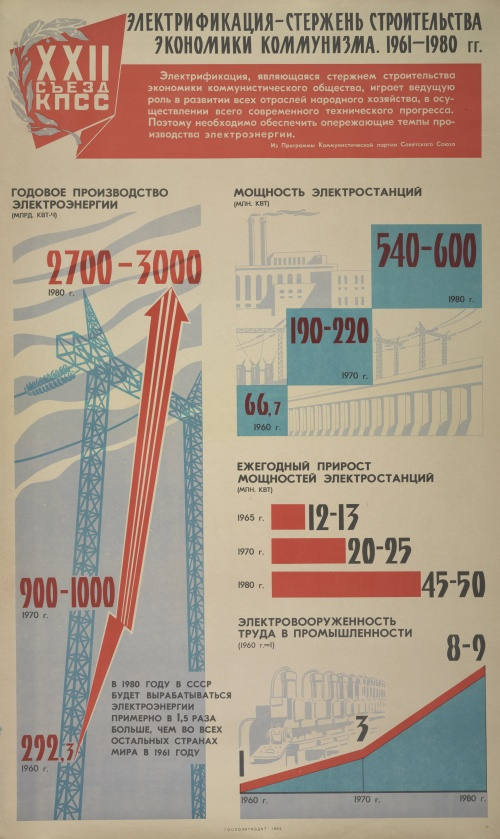 XXII
СЪЕЗД
КПСС
ЭЛЕКТРИФИКАЦИЯ–СТЕРЖЕНЬ СТРОИТЕЛЬСТВА
ЭКОНОМИКИ КОММУНИЗМА. 1961–1980 гг.
Электрификация, являющаяся стержнем строительства
экономики коммунистического общества, играет ведущую
роль в развитии всех отраслей народного хозяйства, в осу-
ществлении всего современного технического прогресса.
Поэтому необходимо обеспечить опережающие темпы про-
изводства электроэнергии.
Из Программы Коммунистической партии Советского Союза
ГОДОВОЕ ПРОИЗВОДСТВО
ЭЛЕКТРОЭНЕРГИИ
(МЛРД. КВТ-Ч)
2700–3000
1980 г.
900–1000
1970 г.
292,3
1960 г.
В 1980 ГОДУ В СССР
БУДЕТ ВЫРАБАТЫВАТЬСЯ
ЭЛЕКТРОЭНЕРГИИ
ПРИМЕРНО В 1,5 РАЗА
БОЛЬШЕ, ЧЕМ ВО ВСЕХ
ОСТАЛЬНЫХ СТРАНАХ
МИРА В 1961 ГОДУ
МОЩНОСТЬ ЭЛЕКТРОСТАНЦИЙ
(МЛН. КВТ)
540–600
1980 г.
190–220
1970 г.
66,7
1960 г.
ЕЖЕГОДНЫЙ ПРИРОСТ
МОЩНОСТЕЙ ЭЛЕКТРОСТАНЦИЙ
(МЛН. КВТ)
1965 г. 12–13
1970 г. 20–25
1980 г. 45–50
ЭЛЕКТРОВООРУЖЕННОСТЬ
ТРУДА В ПРОМЫШЛЕННОСТИ
(1960 г.=1)
8–9
3
1
1960 г. 1970 г. 1980 г.